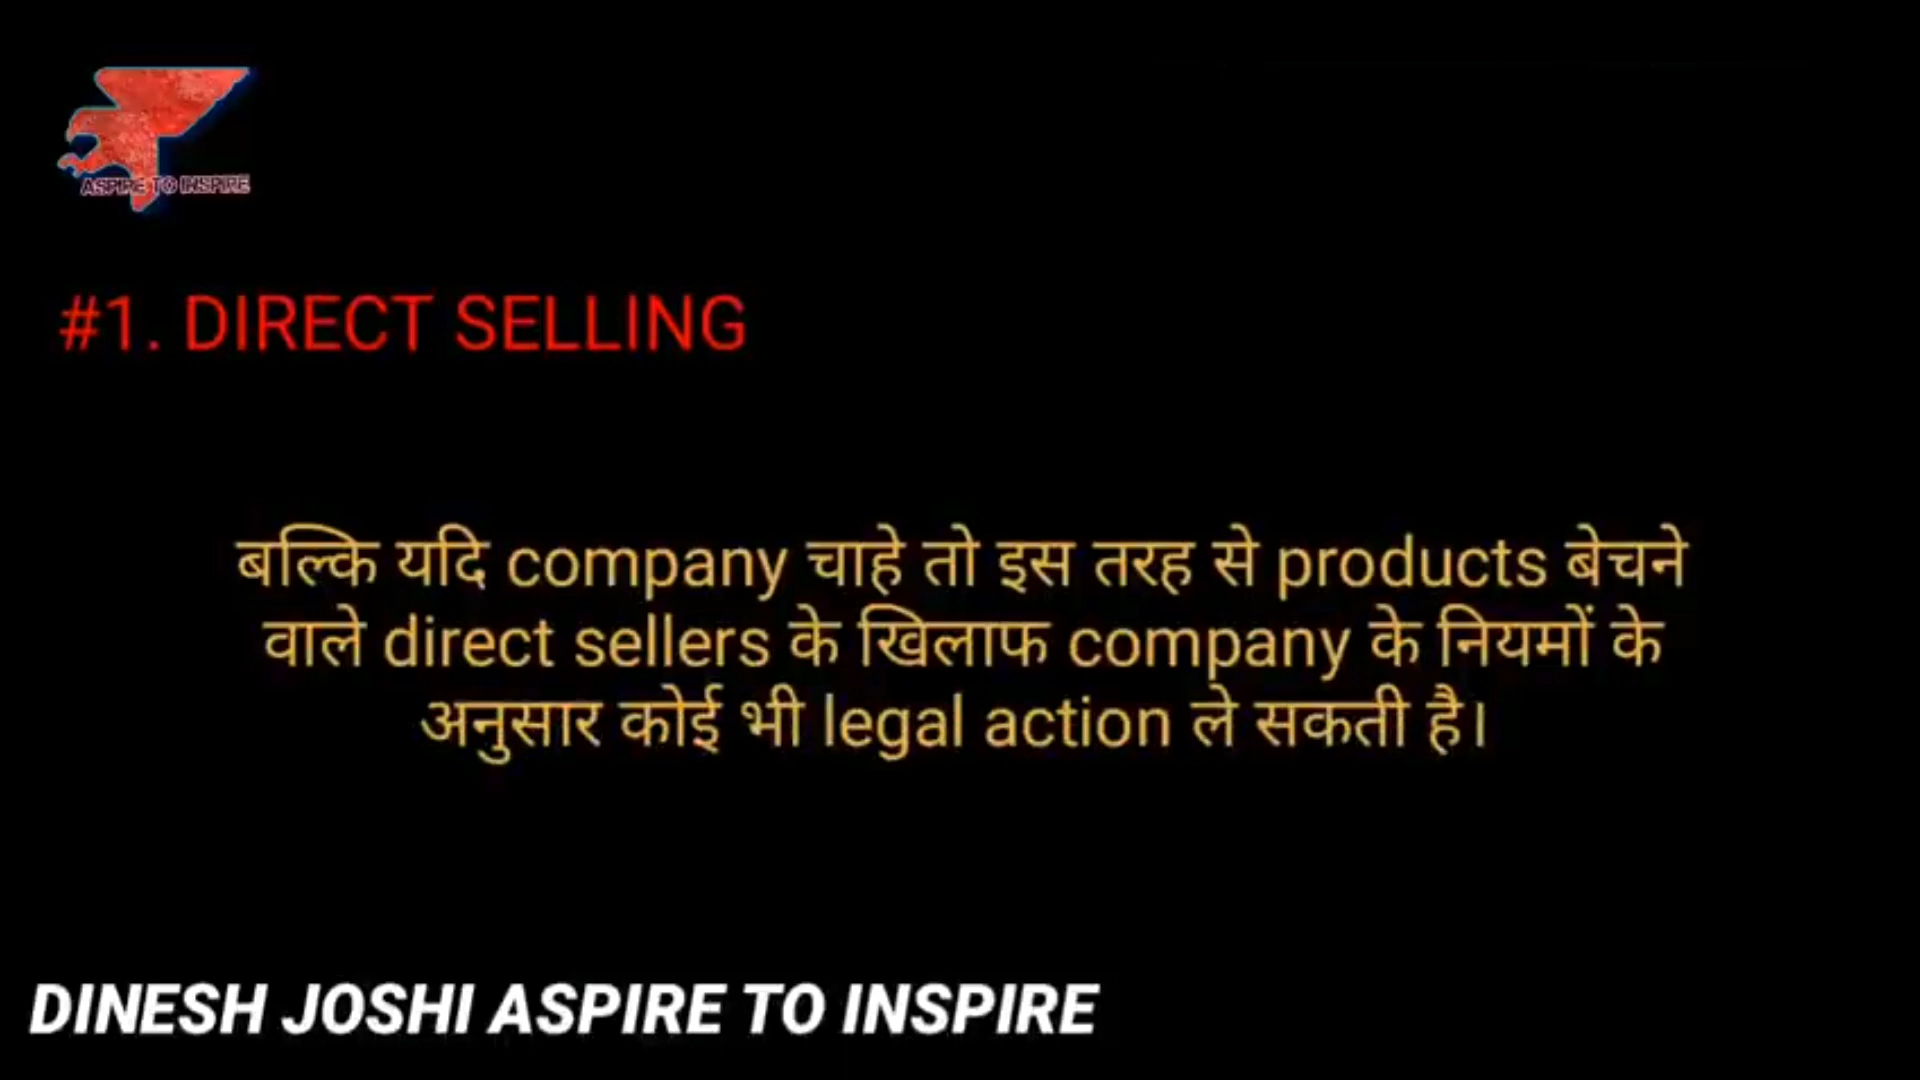 ASPIRE TO INSPIRE
#1. DIRECT SELLING
बल्कि यदि company चाहे तो इस तरह से products बेचने
वाले direct sellers के खिलाफ company के नियमों के
अनुसार कोई भी legal action ले सकती है।
DINESH JOSHI ASPIRE TO INSPIRE